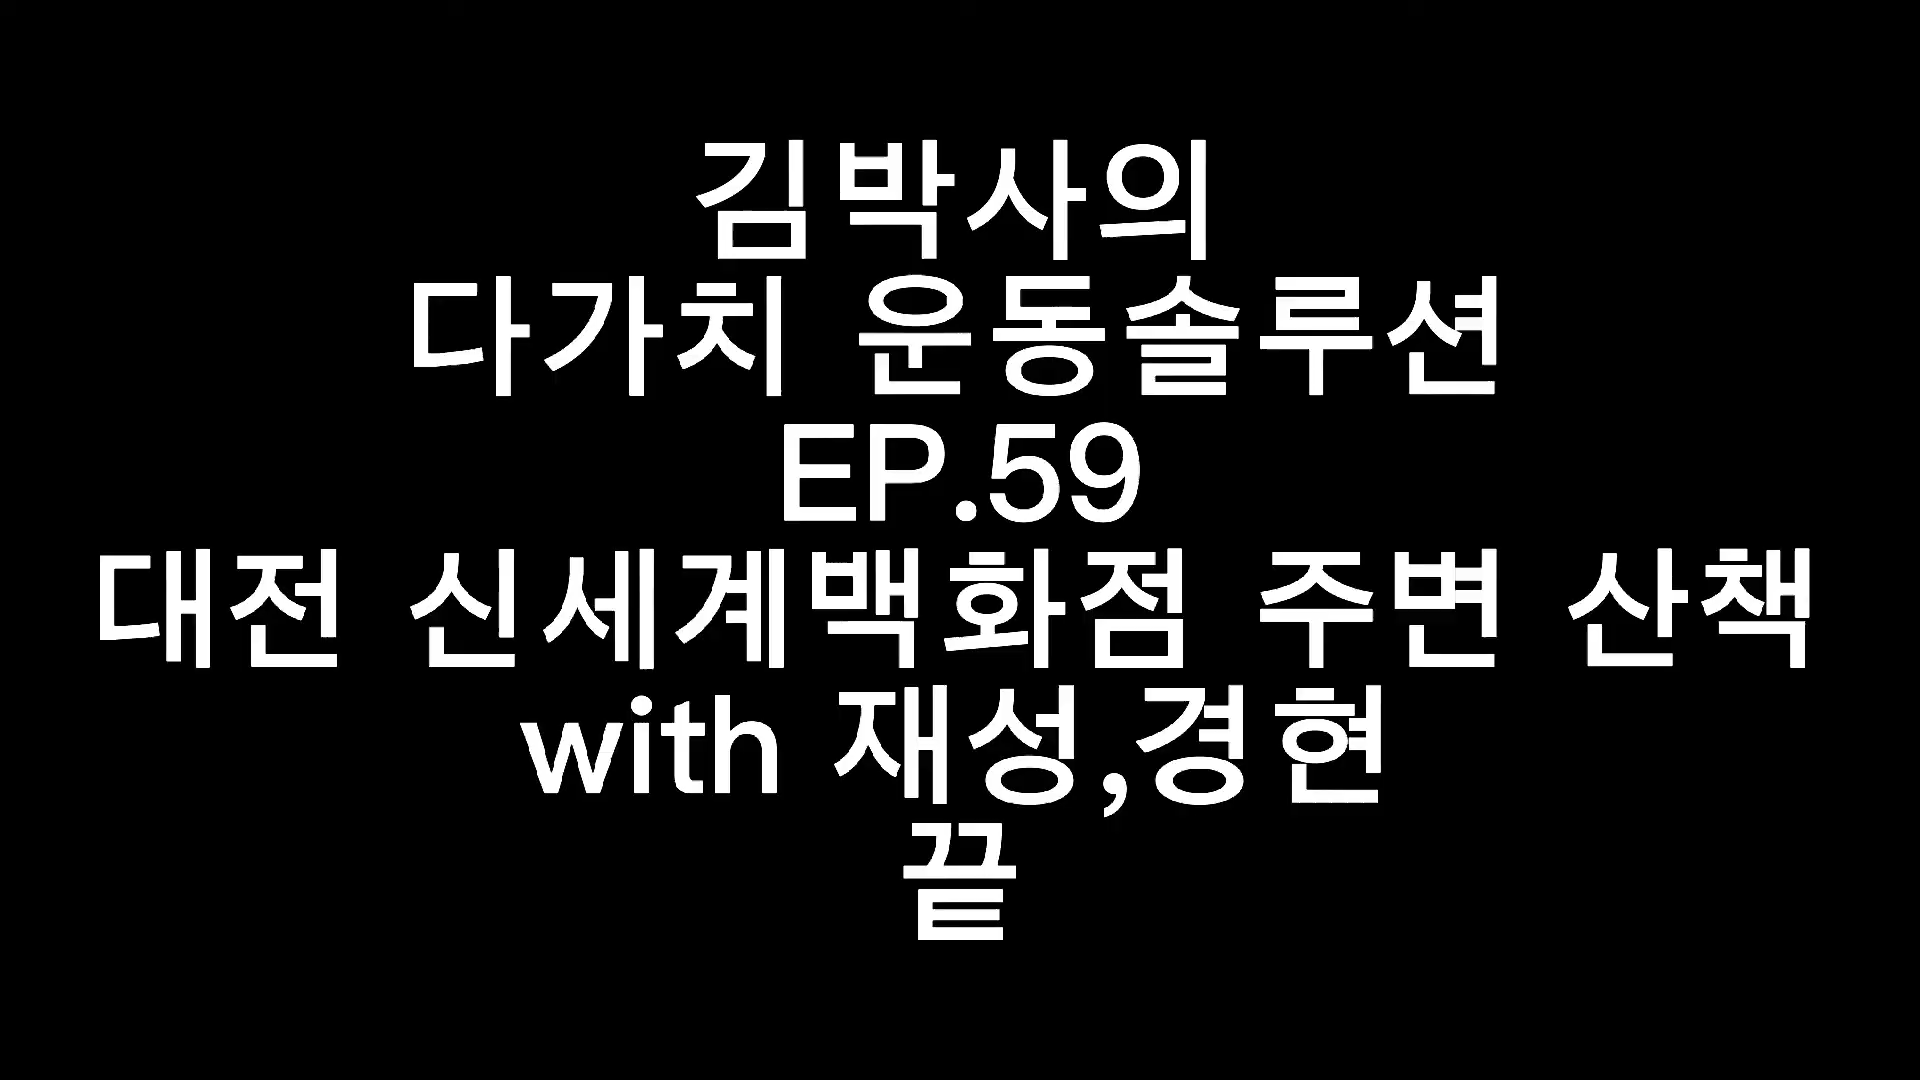 김박사의
다가치 운동솔루션
EP.59
대전 신세계백화점 주변 산책
with 재성,경현
끝